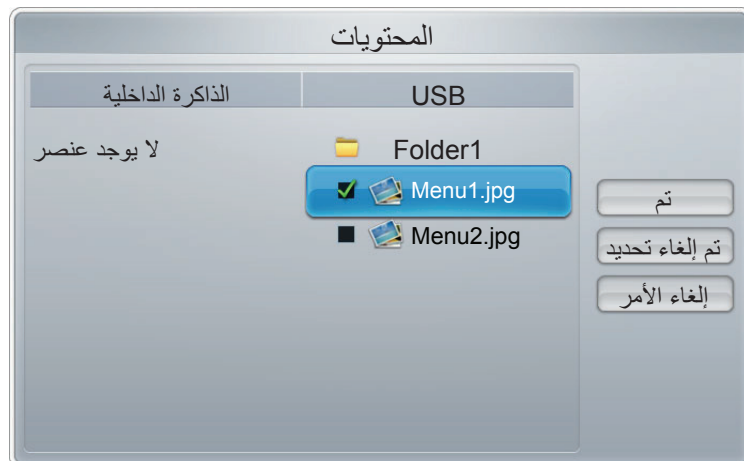 المحتويات
الذاكرة الداخلية
USB
لا يوجد عنصر
Folder1
Menu1.jpg
Menu2.jpg
تم
تم إلغاء تحديد
إلغاء الأمر